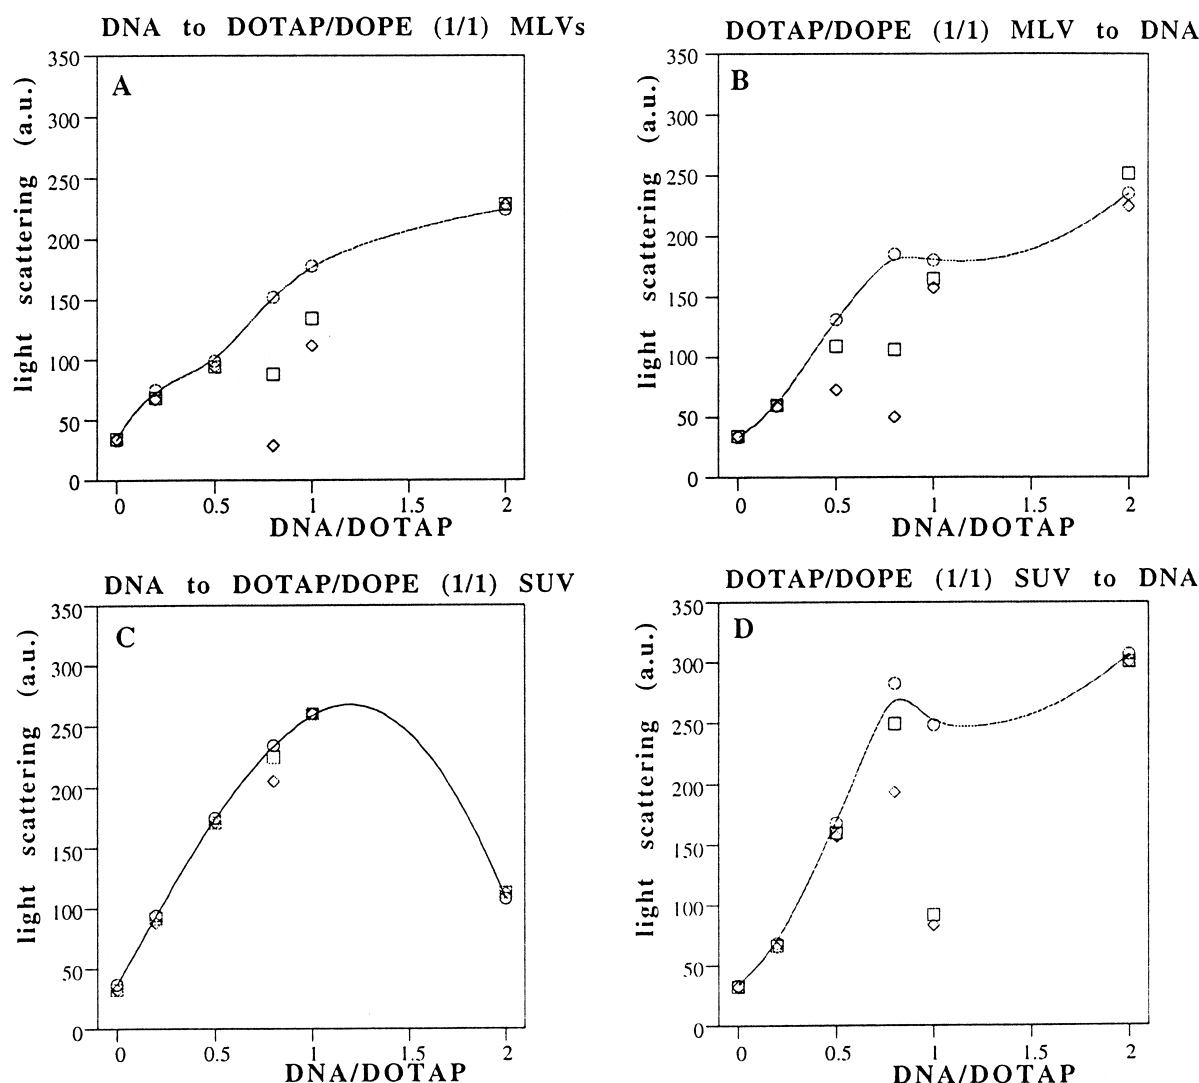 DNA to DOTAP/DOPE (1/1) MLVs
A
light scattering (a.u.)
350
300
250
200
150
100
50
0
0 0.5 1 1.5 2
DNA/DOTAP
DOTAP/DOPE (1/1) MLV to DNA
B
light scattering (a.u.)
350
300
250
200
150
100
50
0
0 0.5 1 1.5 2
DNA/DOTAP
DNA to DOTAP/DOPE (1/1) SUV
C
light scattering (a.u.)
350
300
250
200
150
100
50
0
0 0.5 1 1.5 2
DNA/DOTAP
DOTAP/DOPE (1/1) SUV to DNA
D
light scattering (a.u.)
350
300
250
200
150
100
50
0
0 0.5 1 1.5 2
DNA/DOTAP